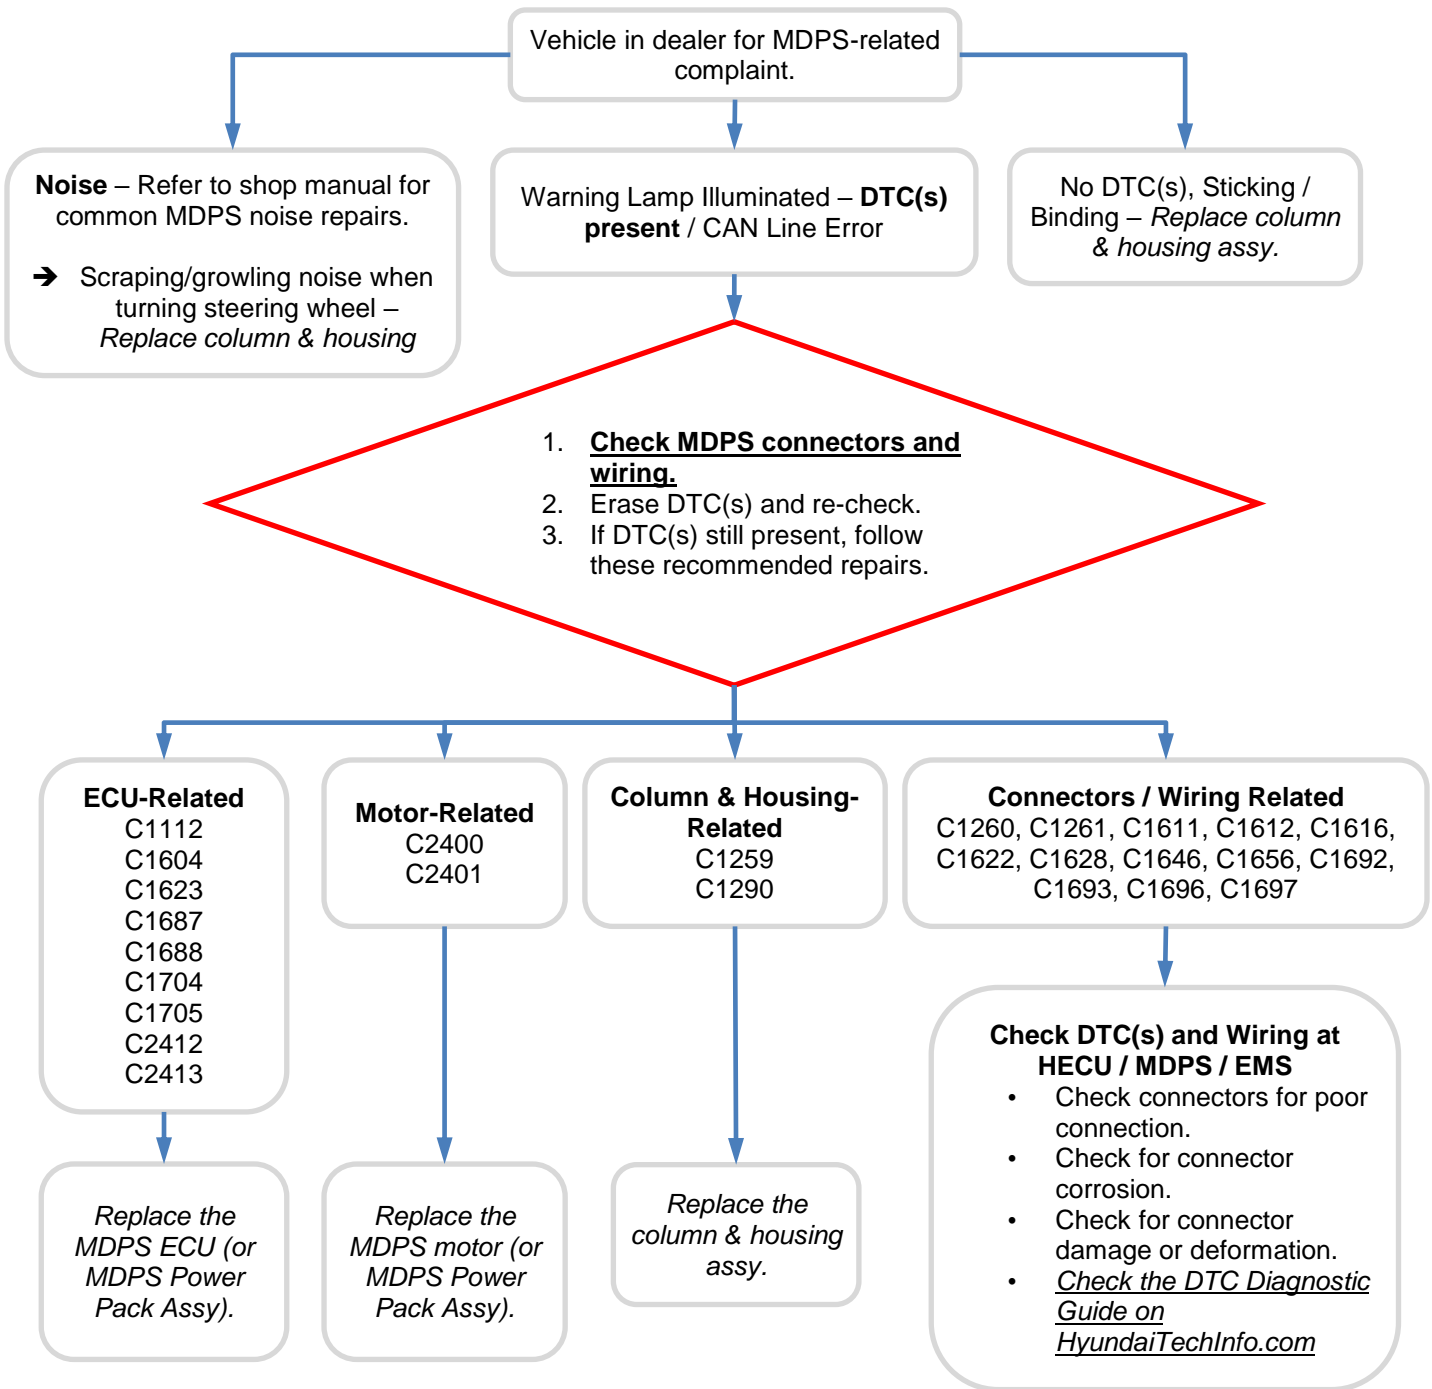 Vehicle in dealer for MDPS-related
complaint.
Noise – Refer to shop manual for
common MDPS noise repairs.
➔ Scraping/growling noise when
turning steering wheel –
Replace column & housing
Warning Lamp Illuminated – DTC(s)
present / CAN Line Error
No DTC(s), Sticking /
Binding – Replace column
& housing assy.
1. Check MDPS connectors and
wiring.
2. Erase DTC(s) and re-check.
3. If DTC(s) still present, follow
these recommended repairs.
ECU-Related
C1112
C1604
C1623
C1687
C1688
C1704
C1705
C2412
C2413
Motor-Related
C2400
C2401
Column & Housing-
Related
C1259
C1290
Connectors / Wiring Related
C1260, C1261, C1611, C1612, C1616,
C1622, C1628, C1646, C1656, C1692,
C1693, C1696, C1697
Replace the
MDPS ECU (or
MDPS Power
Pack Assy).
Replace the
MDPS motor (or
MDPS Power
Pack Assy).
Replace the
column & housing
assy.
Check DTC(s) and Wiring at
HECU / MDPS / EMS
• Check connectors for poor
connection.
• Check for connector
corrosion.
• Check for connector
damage or deformation.
• Check the DTC Diagnostic
Guide on
HyundaiTechInfo.com